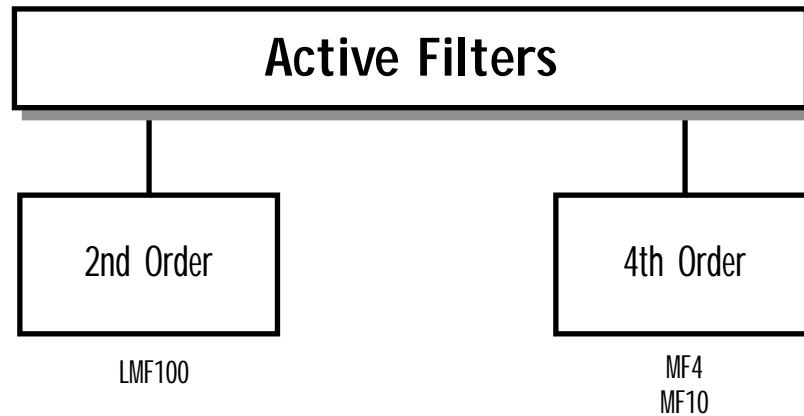 Active Filters
2nd Order
4th Order
LMF100
MF4
MF10